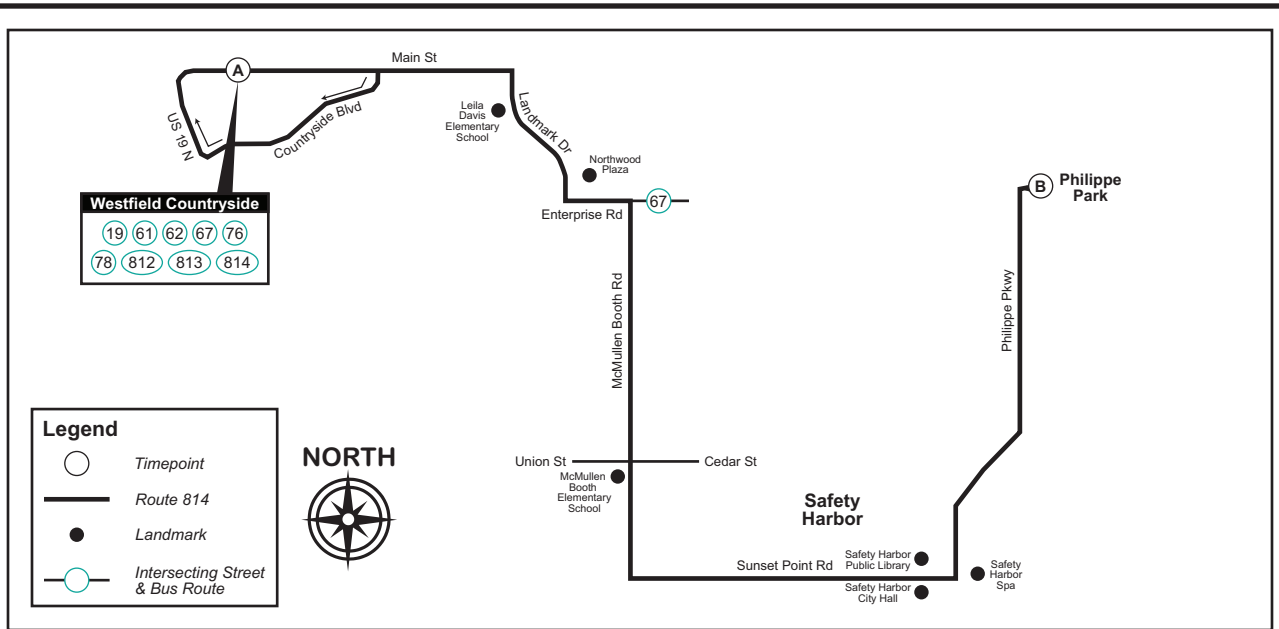 Main St
A
Leila
Davis
Elementary
School
Landmark Dr
US 19 N
Countryside Blvd
Northwood
Plaza
B
Philippe
Park
Westfield Countryside
19 61 62 67 76
78 812 813 814
67
Enterprise Rd
McMullen Booth Rd
Philippe Pkwy
Legend
Timepoint
Route 814
Landmark
Intersecting Street
& Bus Route
NORTH
Union St
Cedar St
McMullen
Booth
Elementary
School
Safety
Harbor
Sunset Point Rd
Safety Harbor
Public Library
Safety Harbor
City Hall
Safety
Harbor
Spa